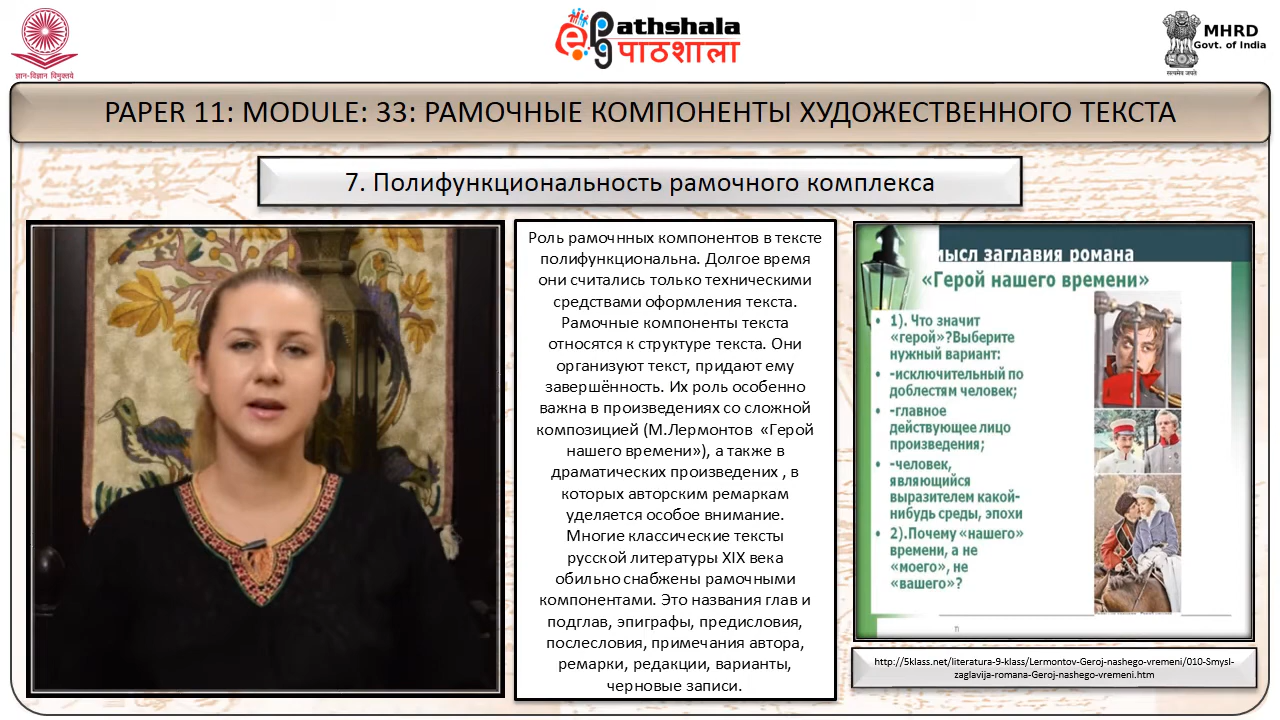 ज्ञान-विज्ञान विमुक्तये
ePg Pathshala
पाठशाला
MHRD
Govt. of India
सत्यमेव जयते
PAPER 11: MODULE: 33: РАМОЧНЫЕ КОМПОНЕНТЫ ХУДОЖЕСТВЕННОГО ТЕКСТА
7. Полифункциональность рамочного комплекса
Роль рамочнных компонентов в тексте
полифункциональна. Долгое время
они считались только техническими
средствами оформления текста.
Рамочные компоненты текста
относятся к структуре текста. Они
организуют текст, придают ему
завершённость. Их роль особенно
важна в произведениях со сложной
композицией (М.Лермонтов «Герой
нашего времени»), а также в
драматических произведених , в
которых авторским ремаркам
уделяется особое внимание.
Многие классические тексты
русской литературы XIX века
обильно снабжены рамочными
компонентами. Это названия глав и
подглав, эпиграфы, предисловия,
послесловия, примечания автора,
ремарки, редакции, варианты,
черновые записи.
мысл заглавия романа
«Герой нашего времени»
• 1). Что значит
«герой»?Выберите
нужный вариант:
• -исключительный по
доблестям человек;
• -главное
действующее лицо
произведения;
• -человек,
являющийся
выразителем какой-
нибудь среды, эпохи
• 2).Почему «нашего»
времени, а не
«моего», не
«вашего»?
http://5klass.net/literatura-9-klass/Lermontov-Geroj-nashego-vremeni/010-Smysl-
zaglavija-romana-Geroj-nashego-vremeni.htm